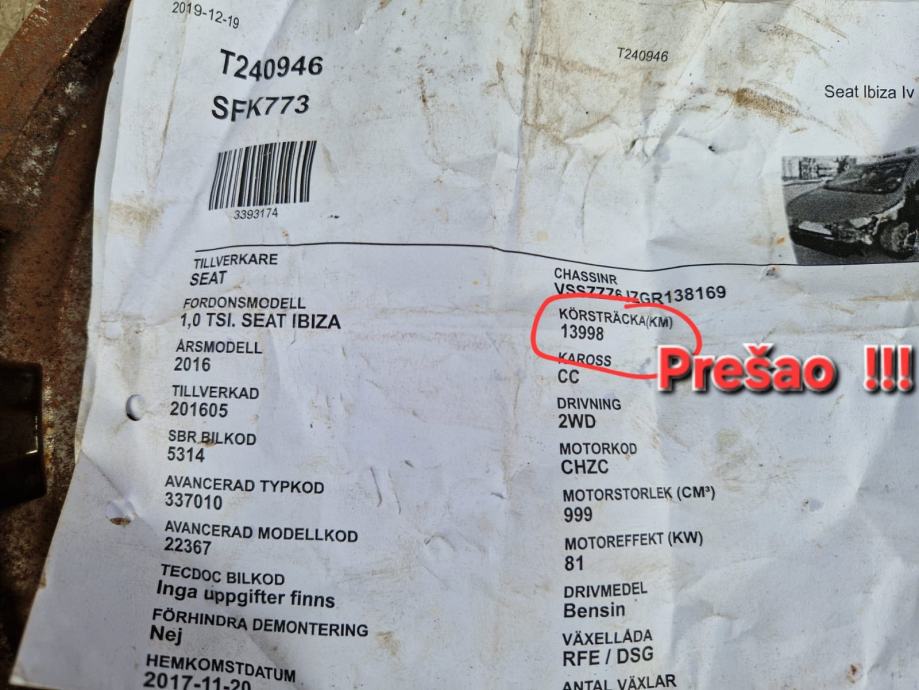 2019-12-19
T240946
T240946
SFK773
Seat Ibiza Iv
3393174
TILLVERKARE
SEAT
FORDONSMODELL
1,0 TSI. SEAT IBIZA
ÅRSMODELL
2016
TILLVERKAD
201605
SBR BILKOD
5314
AVANCERAD TYPKOD
337010
AVANCERAD MODELLKOD
22367
TECDOC BILKOD
Inga uppgifter finns
FÖRHINDRA DEMONTERING
Nej
HEMKOMSTDATUM
2017-11-20
CHASSINR
VSSZZZ6JZGR138169
KÖRSTRÄCKA(KM)
13998
Prešao !!!
KAROSS
CC
DRIVNING
2WD
MOTORKOD
CHZC
MOTORSTORLEK (CM³)
999
MOTOREFFEKT (KW)
81
DRIVMEDEL
Bensin
VÄXELLÅDA
RFE / DSG
ANTAL VÄXLAR